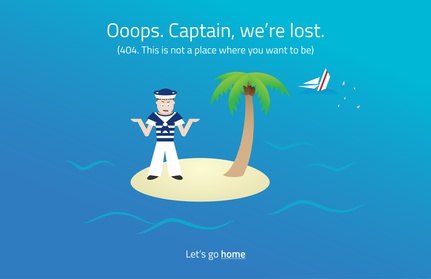 Ooops. Captain, we're lost.
(404. This is not a place where you want to be)
Let's go home